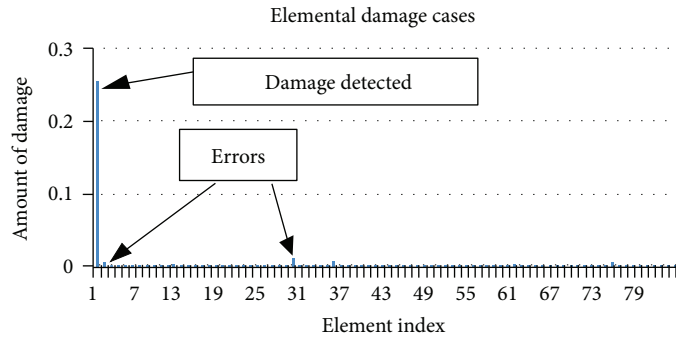 Elemental damage cases
0.3
Damage detected
0.2
Errors
0.1
0
Amount of damage
1 7 13 19 25 31 37 43 49 55 61 67 73 79
Element index